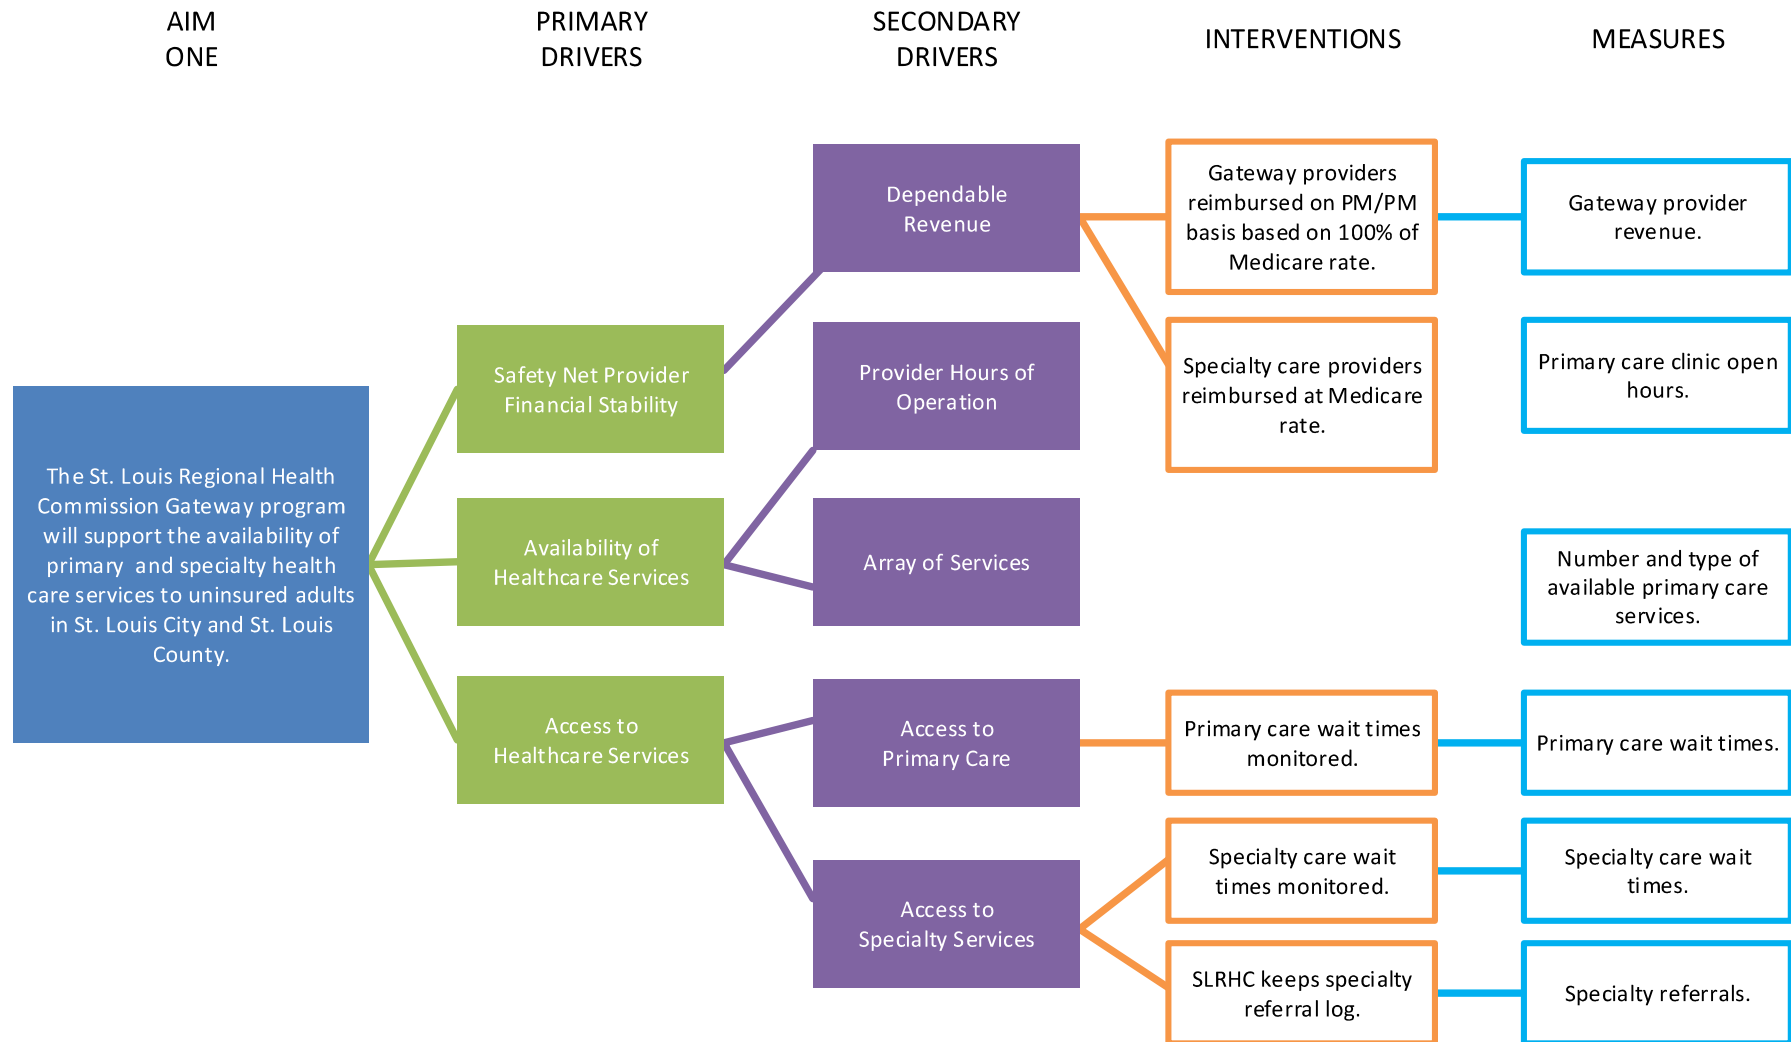 AIM
ONE
PRIMARY
DRIVERS
SECONDARY
DRIVERS
INTERVENTIONS
MEASURES
The St. Louis Regional Health
Commission Gateway program
will support the availability of
primary and specialty health
care services to uninsured adults
in St. Louis City and St. Louis
County.
Safety Net Provider
Financial Stability
Availability of
Healthcare Services
Access to
Healthcare Services
Dependable
Revenue
Provider Hours of
Operation
Array of Services
Access to
Primary Care
Access to
Specialty Services
Gateway providers
reimbursed on PM/PM
basis based on 100% of
Medicare rate.
Specialty care providers
reimbursed at Medicare
rate.
Primary care wait times
monitored.
Specialty care wait
times monitored.
SLRHC keeps specialty
referral log.
Gateway provider
revenue.
Primary care clinic open
hours.
Number and type of
available primary care
services.
Primary care wait times.
Specialty care wait
times.
Specialty referrals.